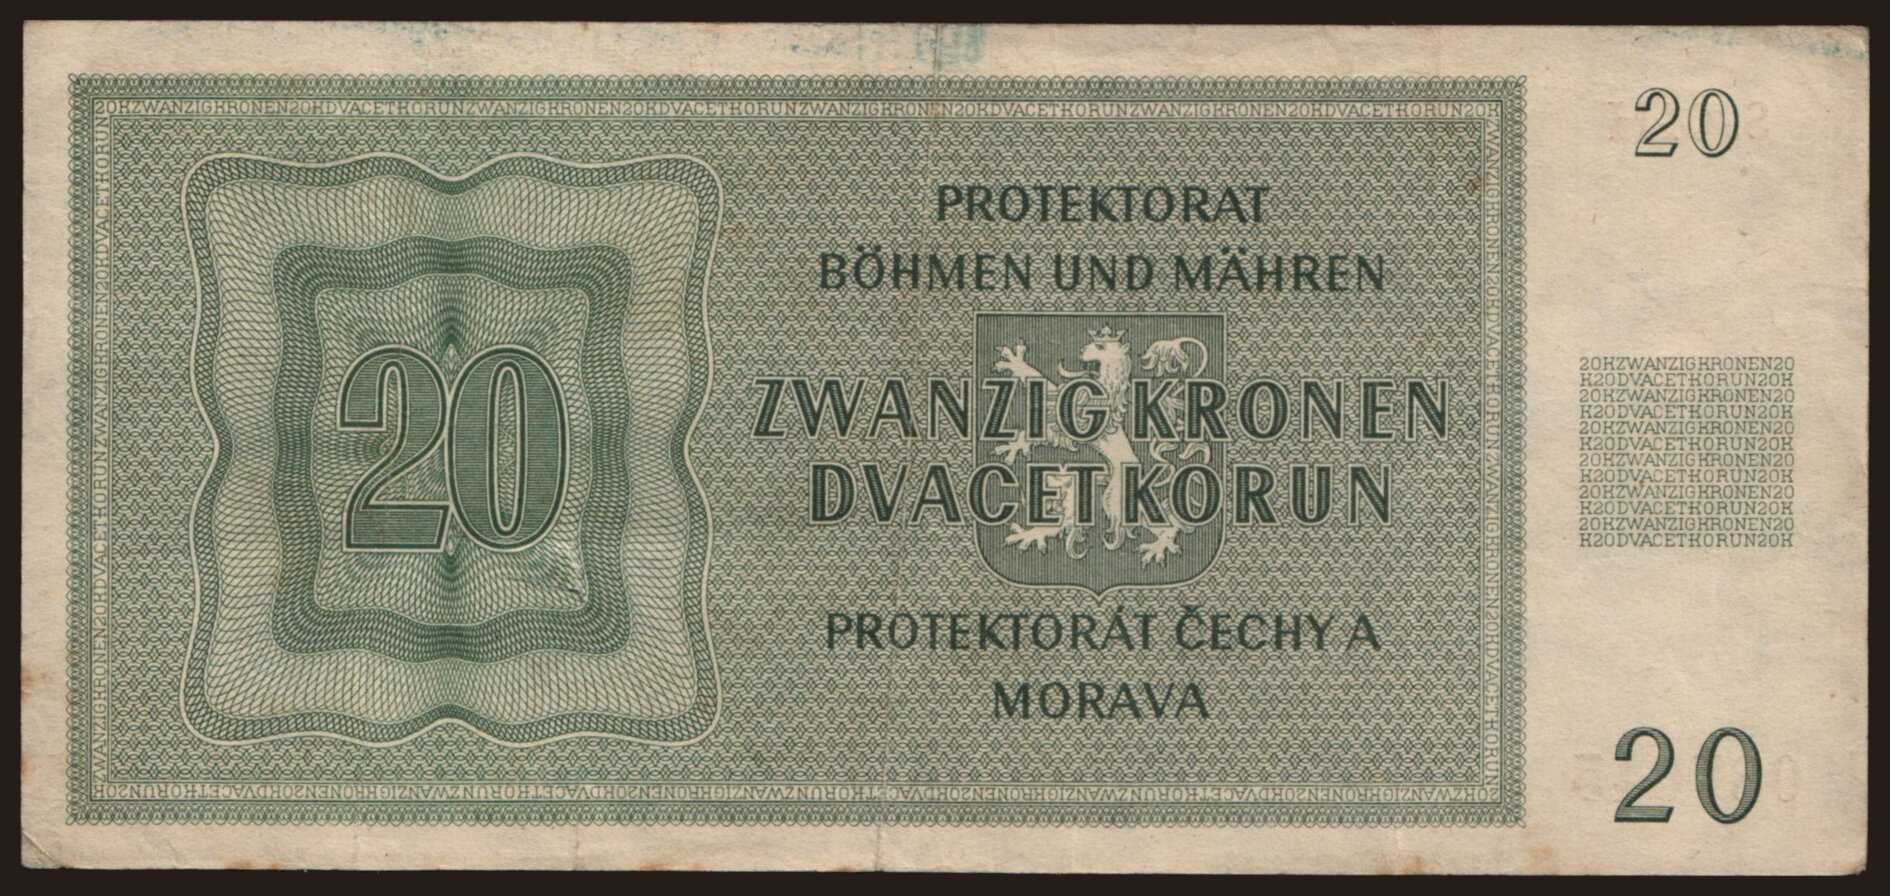 20KZWANZIGKRONEN20KDVACETKORUNZWANZIGKRONEN20KDVACETKORUNZWANZIGKRONEN20KDVACETKORUNZWANZIGKRONEN20KDVACETKORUN20K
20
PROTEKTORAT
BÖHMEN UND MÄHREN
20
ZWANZIG KRONEN
DVACET KORUN
PROTEKTORÁT ČECHY A
MORAVA
20KZWANZIGKRONEN20
K20DVACETKORUN20K
20KZWANZIGKRONEN20
K20DVACETKORUN20K
20KZWANZIGKRONEN20
K20DVACETKORUN20K
20KZWANZIGKRONEN20
K20DVACETKORUN20K
20KZWANZIGKRONEN20
K20DVACETKORUN20K
20KZWANZIGKRONEN20
K20DVACETKORUN20K
20